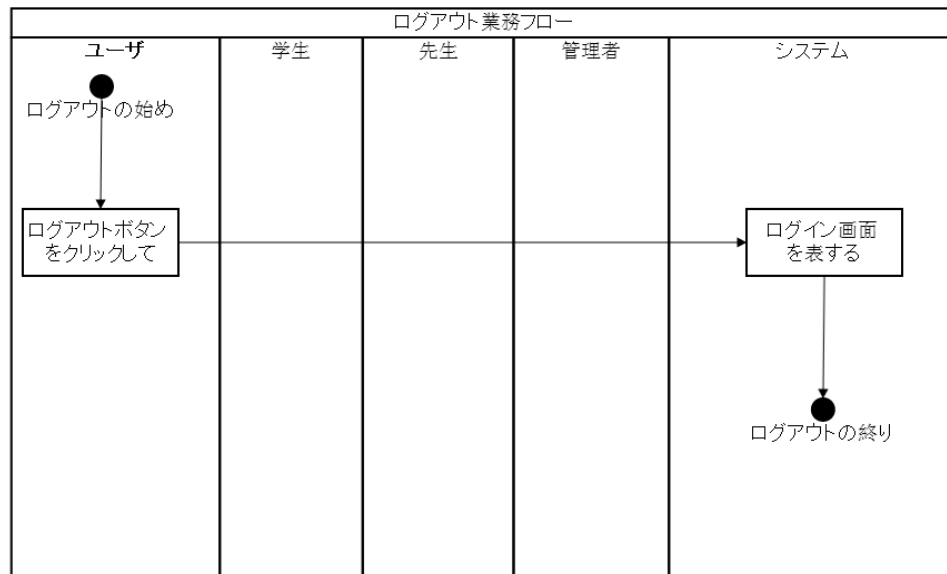 ログアウト業務フロー
ユーザ
学生
先生
管理者
システム
ログアウトの始め
ログアウトボタン
をクリックして
ログイン画面
を表する
ログアウトの終り